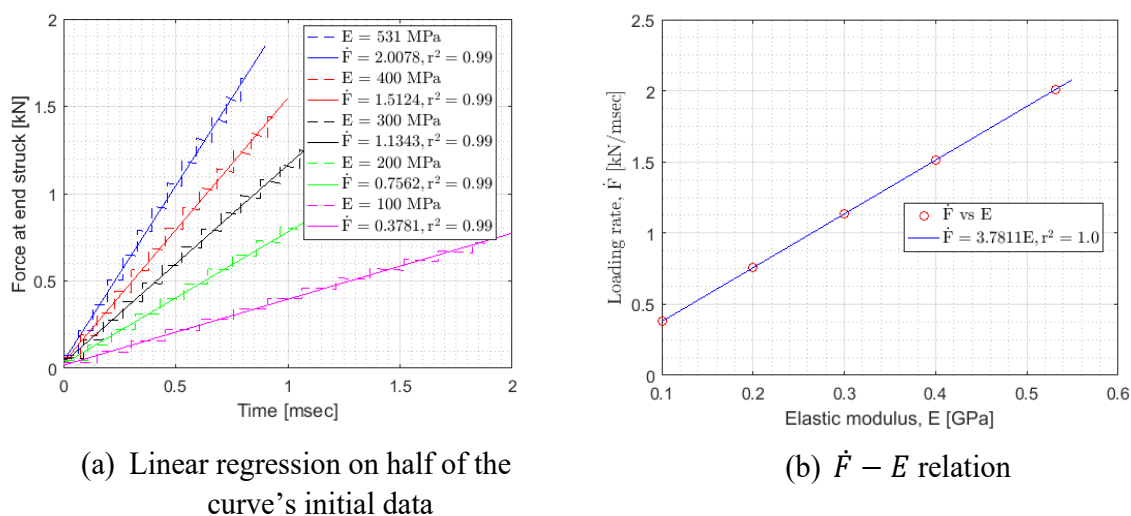 2
1.5
1
0.5
0
0
0.5
1
1.5
2
Force at end struck [kN]
Time [msec]
E = 531 MPa
Ḟ = 2.0078, r² = 0.99
E = 400 MPa
Ḟ = 1.5124, r² = 0.99
E = 300 MPa
Ḟ = 1.1343, r² = 0.99
E = 200 MPa
Ḟ = 0.7562, r² = 0.99
E = 100 MPa
Ḟ = 0.3781, r² = 0.99
(a) Linear regression on half of the
curve’s initial data
2.5
2
1.5
1
0.5
0
0.1
0.2
0.3
0.4
0.5
0.6
Loading rate, Ḟ [kN/msec]
Elastic modulus, E [GPa]
Ḟ vs E
Ḟ = 3.7811E, r² = 1.0
(b) Ḟ − E relation